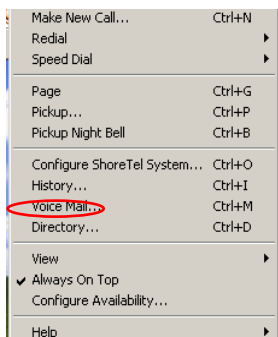 Make New Call... Ctrl+N
Redial
Speed Dial
Page Ctrl+G
Pickup... Ctrl+P
Pickup Night Bell Ctrl+B
Configure ShoreTel System... Ctrl+O
History... Ctrl+I
Voice Mail... Ctrl+M
Directory... Ctrl+D
View
Always On Top
Configure Availability...
Help